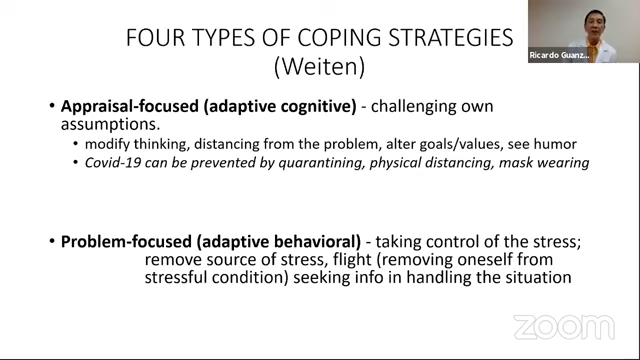 FOUR TYPES OF COPING STRATEGIES
(Weiten)
Ricardo Guanz...
• Appraisal-focused (adaptive cognitive) - challenging own
assumptions.
• modify thinking, distancing from the problem, alter goals/values, see humor
• Covid-19 can be prevented by quarantining, physical distancing, mask wearing
• Problem-focused (adaptive behavioral) - taking control of the stress;
remove source of stress, flight (removing oneself from
stressful condition) seeking info in handling the situation
zoom